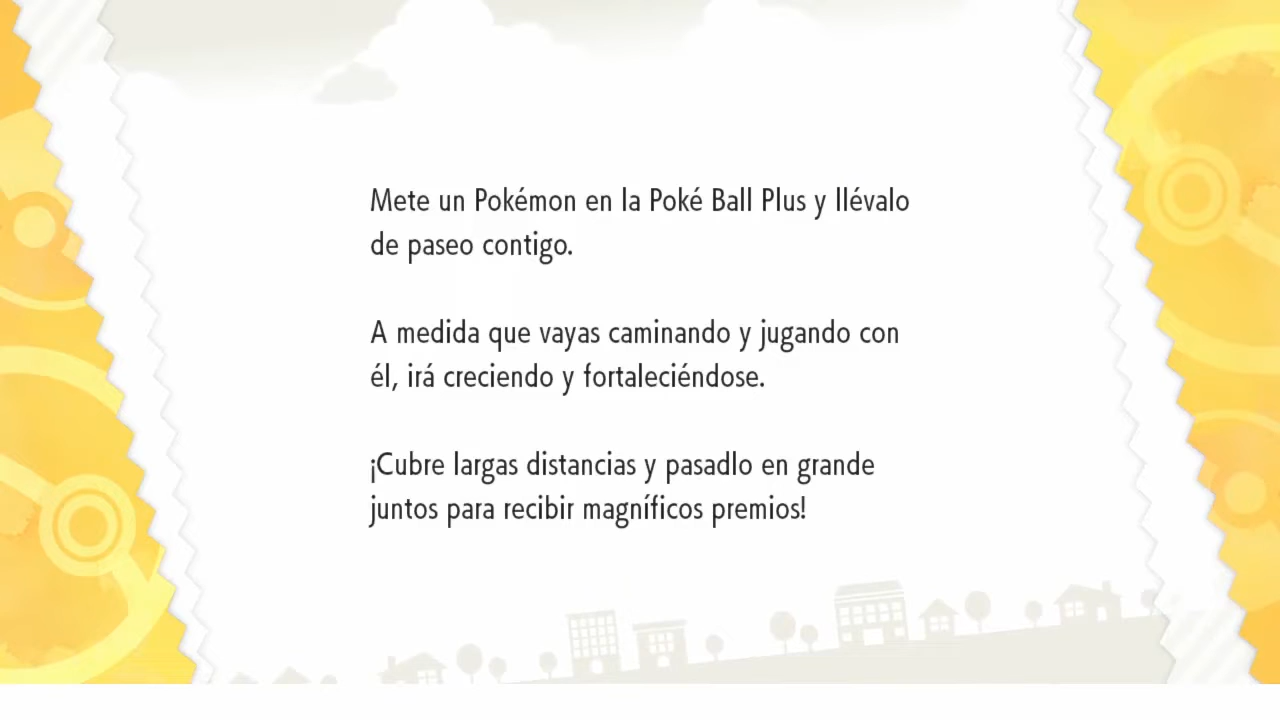 Mete un Pokémon en la Poké Ball Plus y llévalo
de paseo contigo.
A medida que vayas caminando y jugando con
él, irá creciendo y fortaleciéndose.
¡Cubre largas distancias y pasadlo en grande
juntos para recibir magníficos premios!